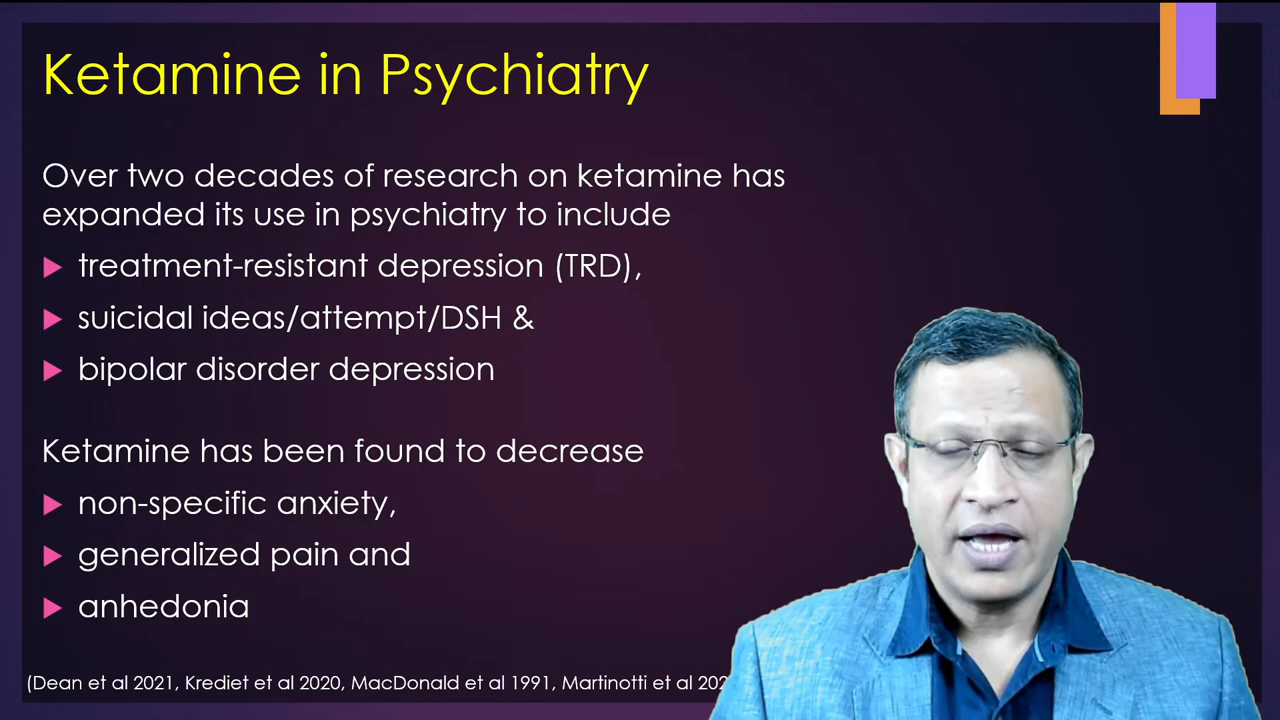 Ketamine in Psychiatry
Over two decades of research on ketamine has
expanded its use in psychiatry to include
treatment-resistant depression (TRD),
suicidal ideas/attempt/DSH &
bipolar disorder depression
Ketamine has been found to decrease
non-specific anxiety,
generalized pain and
anhedonia
(Dean et al 2021, Krediet et al 2020, MacDonald et al 1991, Martinotti et al